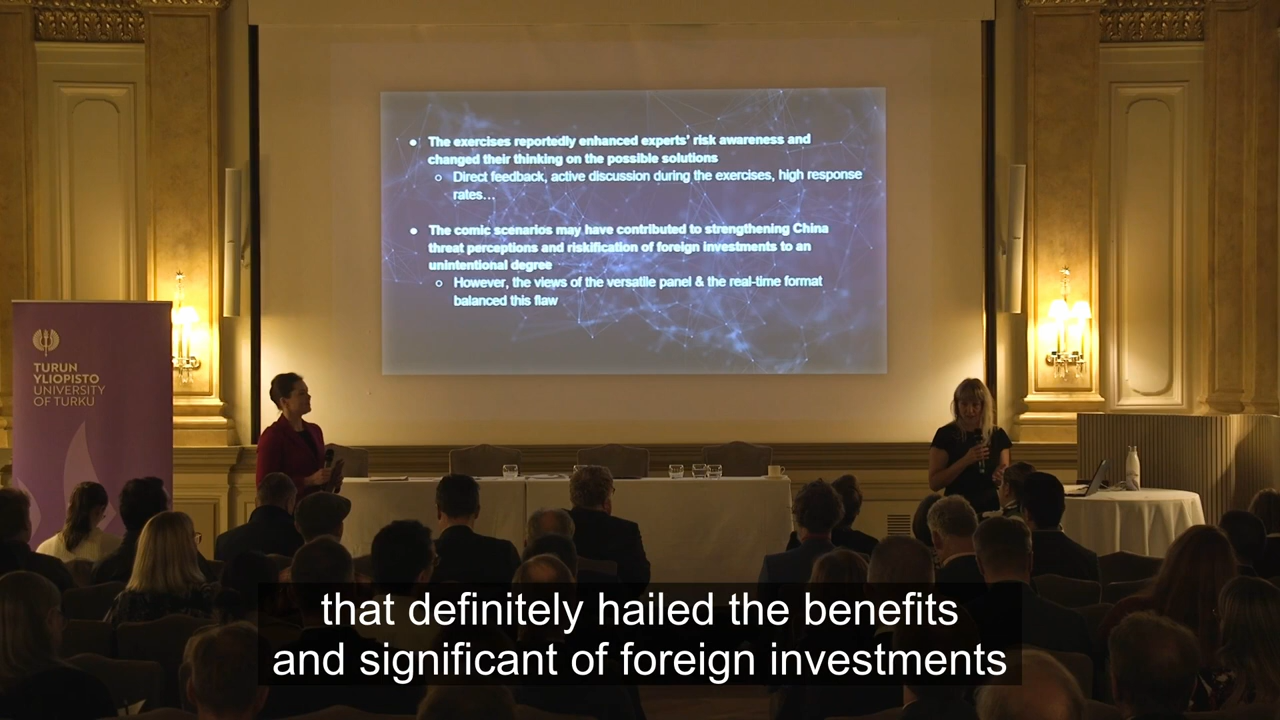 ● The exercises reportedly enhanced experts' risk awareness and
changed their thinking on the possible solutions
○ Direct feedback, active discussion during the exercises, high response
rates...
● The comic scenarios may have contributed to strengthening China
threat perceptions and riskification of foreign investments to an
unintentional degree
○ However, the views of the versatile panel & the real-time format
balanced this flaw
TURUN
YLIOPISTO
UNIVERSITY
OF TURKU
that definitely hailed the benefits
and significant of foreign investments